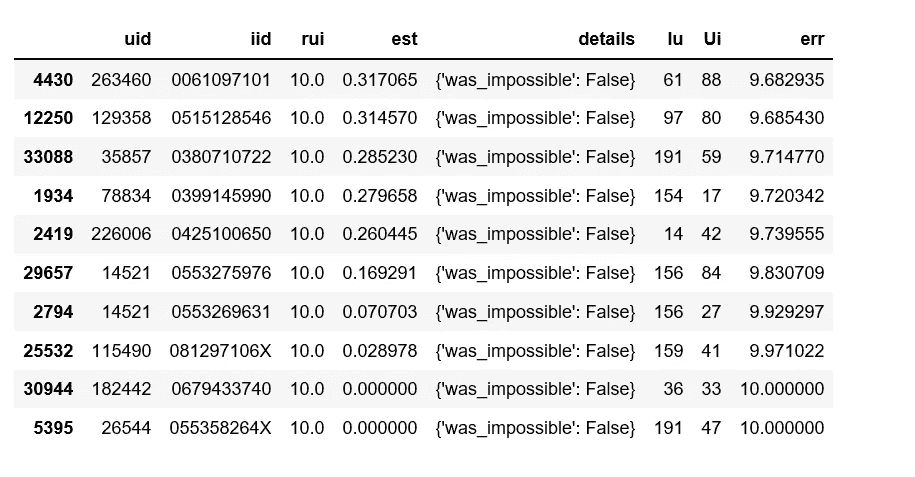 uid iid rui est details Iu Ui err
4430 263460 0061097101 10.0 0.317065 {'was_impossible': False} 61 88 9.682935
12250 129358 0515128546 10.0 0.314570 {'was_impossible': False} 97 80 9.685430
33088 35857 0380710722 10.0 0.285230 {'was_impossible': False} 191 59 9.714770
1934 78834 0399145990 10.0 0.279658 {'was_impossible': False} 154 17 9.720342
2419 226006 0425100650 10.0 0.260445 {'was_impossible': False} 14 42 9.739555
29657 14521 0553275976 10.0 0.169291 {'was_impossible': False} 156 84 9.830709
2794 14521 0553269631 10.0 0.070703 {'was_impossible': False} 156 27 9.929297
25532 115490 081297106X 10.0 0.028978 {'was_impossible': False} 159 41 9.971022
30944 182442 0679433740 10.0 0.000000 {'was_impossible': False} 36 33 10.000000
5395 26544 055358264X 10.0 0.000000 {'was_impossible': False} 191 47 10.000000